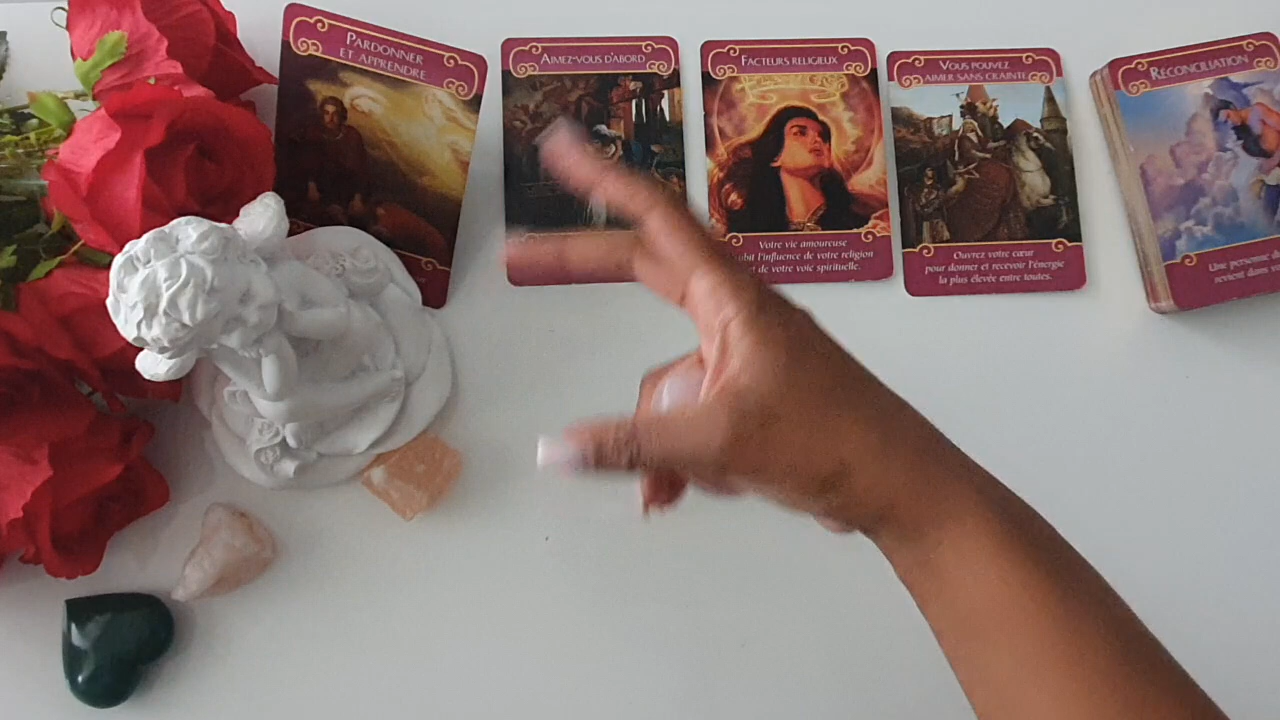 PARDONNER
ET APPRENDRE
AIMEZ-VOUS D'ABORD
FACTEURS RELIGIEUX
Votre vie amoureuse
subit l'influence de votre religion
et de votre voie spirituelle.
VOUS POUVEZ
AIMER SANS CRAINTE
Ouvrez votre cœur
pour donner et recevoir l'énergie
la plus élevée entre toutes.
RÉCONCILIATION
Une personne
revient dans